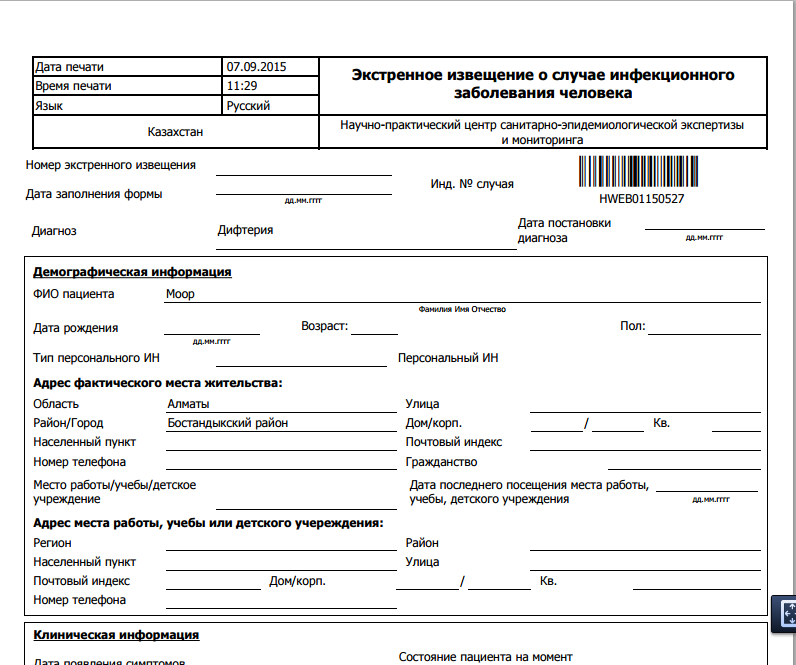 Дата печати 07.09.2015
Время печати 11:29
Язык Русский
Экстренное извещение о случае инфекционного
заболевания человека
Казахстан
Научно-практический центр санитарно-эпидемиологической экспертизы
и мониторинга
Номер экстренного извещения
Дата заполнения формы
дд.мм.гггг
Инд. № случая
HWEB01150527
Диагноз Дифтерия
Дата постановки
диагноза
дд.мм.гггг
Демографическая информация
ФИО пациента Моор
Фамилия Имя Отчество
Дата рождения Возраст: Пол:
дд.мм.гггг
Тип персонального ИН Персональный ИН
Адрес фактического места жительства:
Область Алматы Улица
Район/Город Бостандыкский район Дом/корп. / Кв.
Населенный пункт Почтовый индекс
Номер телефона Гражданство
Место работы/учебы/детское
учреждение
Дата последнего посещения места работы,
учебы, детского учреждения
дд.мм.гггг
Адрес места работы, учебы или детского учереждения:
Регион Район
Населенный пункт Улица
Почтовый индекс Дом/корп. / Кв.
Номер телефона
Клиническая информация
Дата появления симптомов
Состояние пациента на момент